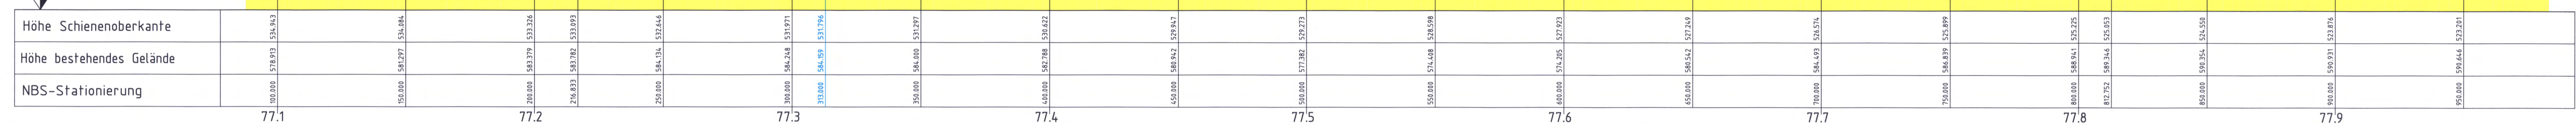 Höhe Schienenoberkante 534.943 534.084 533.326 533.093 532.646 531.971 531.796 531.297 530.622 529.947 529.273 528.598 527.923 527.249 526.574 525.899 525.225 525.053 524.550 523.876 523.201
Höhe bestehendes Gelände 578.913 581.297 583.379 583.782 584.134 584.248 584.159 584.000 582.788 580.942 577.382 574.408 574.205 580.542 584.493 586.839 588.941 589.346 590.354 590.931 590.646
NBS-Stationierung 100.000 150.000 200.000 216.833 250.000 300.000 313.000 350.000 400.000 450.000 500.000 550.000 600.000 650.000 700.000 750.000 800.000 812.752 850.000 900.000 950.000
77.1 77.2 77.3 77.4 77.5 77.6 77.7 77.8 77.9